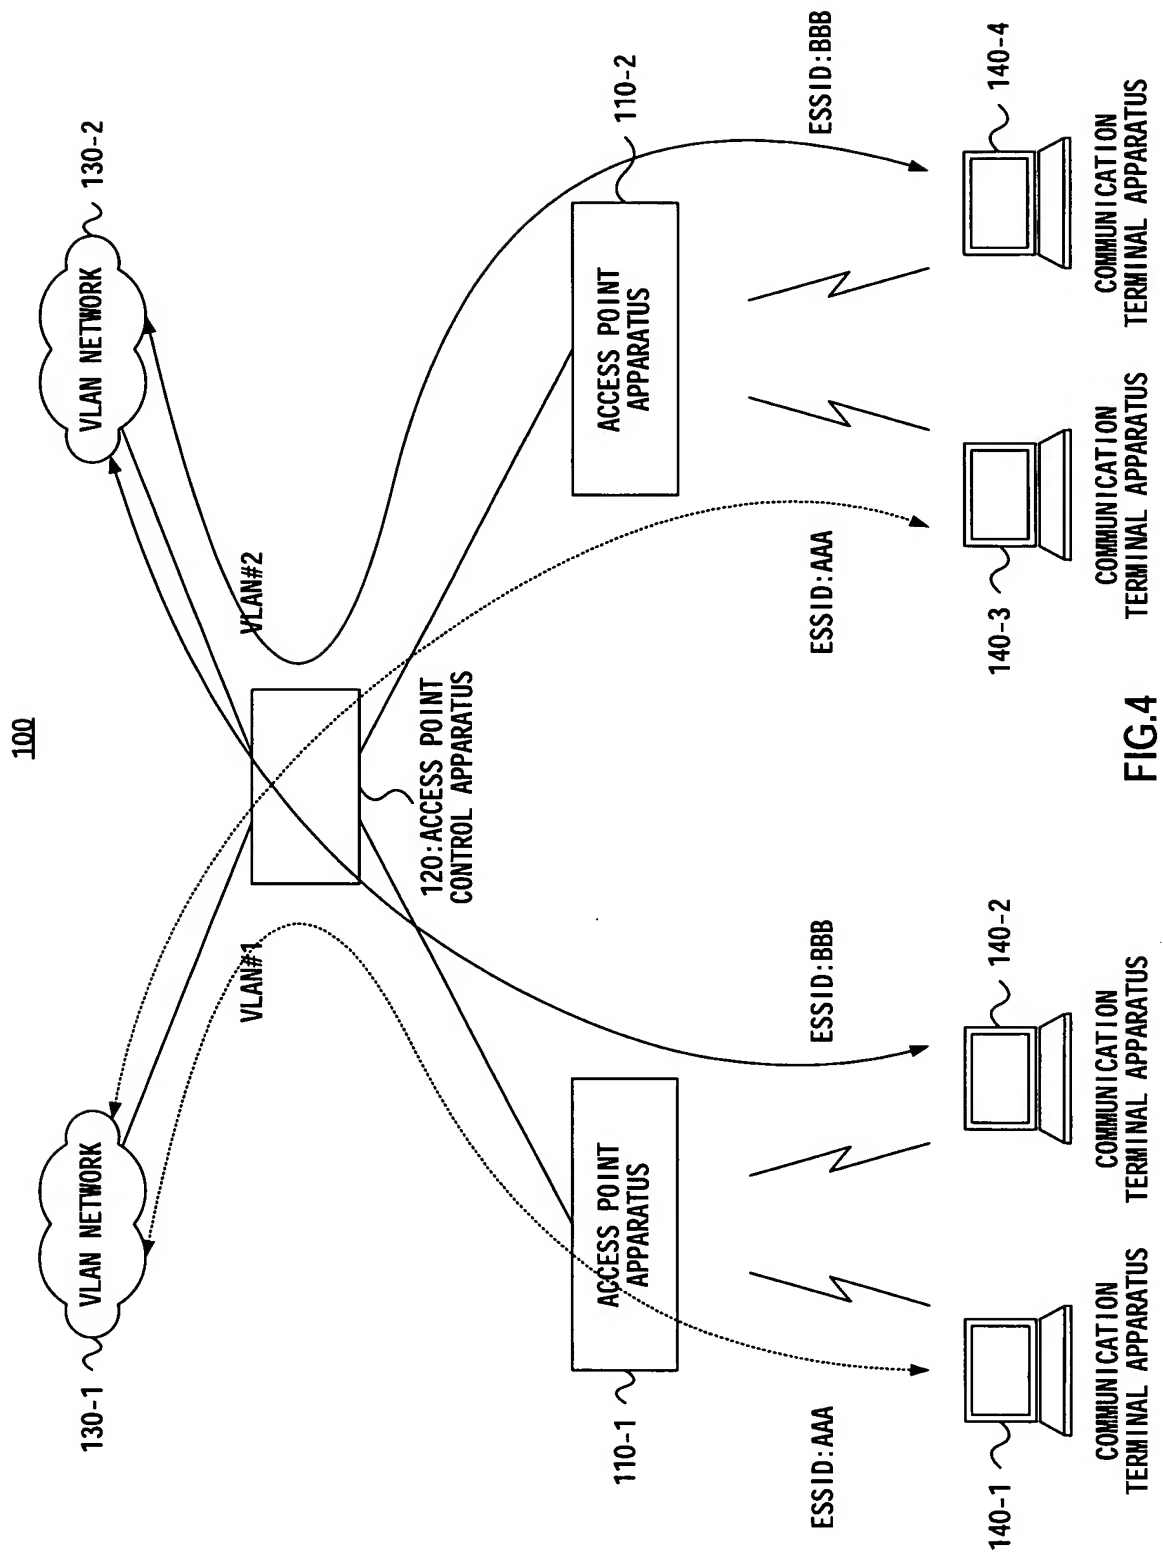 100
130-1
VLAN NETWORK
VLAN NETWORK
130-2
VLAN#1
VLAN#2
120:ACCESS POINT
CONTROL APPARATUS
110-1
ACCESS POINT
APPARATUS
ACCESS POINT
APPARATUS
110-2
ESSID:AAA
ESSID:BBB
ESSID:AAA
ESSID:BBB
140-1
140-2
140-3
140-4
COMMUNICATION
TERMINAL APPARATUS
COMMUNICATION
TERMINAL APPARATUS
COMMUNICATION
TERMINAL APPARATUS
COMMUNICATION
TERMINAL APPARATUS
FIG.4